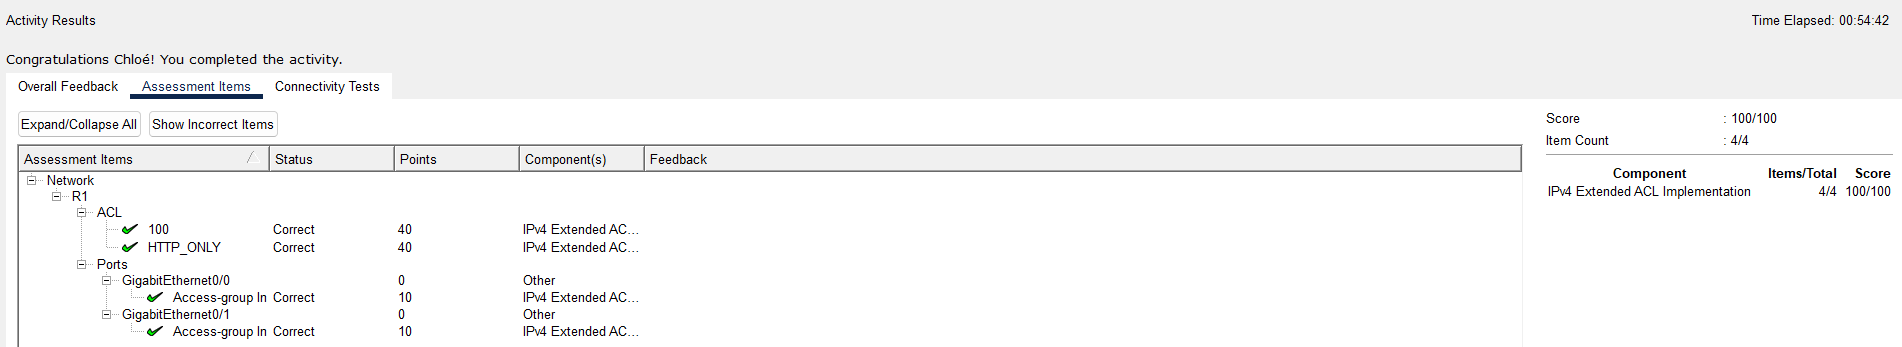 Activity Results
Time Elapsed: 00:54:42
Congratulations Chloé! You completed the activity.
Overall Feedback Assessment Items Connectivity Tests
Expand/Collapse All Show Incorrect Items
Assessment Items Status Points Component(s) Feedback
Network
R1
ACL
100 Correct 40 IPv4 Extended AC...
HTTP_ONLY Correct 40 IPv4 Extended AC...
Ports
GigabitEthernet0/0 0 Other
Access-group In Correct 10 IPv4 Extended AC...
GigabitEthernet0/1 0 Other
Access-group In Correct 10 IPv4 Extended AC...
Score : 100/100
Item Count : 4/4
Component Items/Total Score
IPv4 Extended ACL Implementation 4/4 100/100